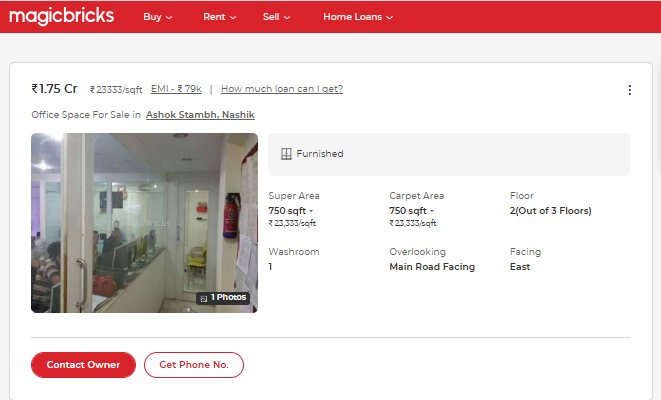 magicbricks
Buy
Rent
Sell
Home Loans
₹1.75 Cr ₹23333/sqft EMI - ₹ 79k | How much loan can I get?
Office Space For Sale in Ashok Stambh, Nashik
Furnished
Super Area
750 sqft
₹23,333/sqft
Carpet Area
750 sqft
₹23,333/sqft
Floor
2(Out of 3 Floors)
Washroom
1
Overlooking
Main Road Facing
Facing
East
1 Photos
Contact Owner
Get Phone No.